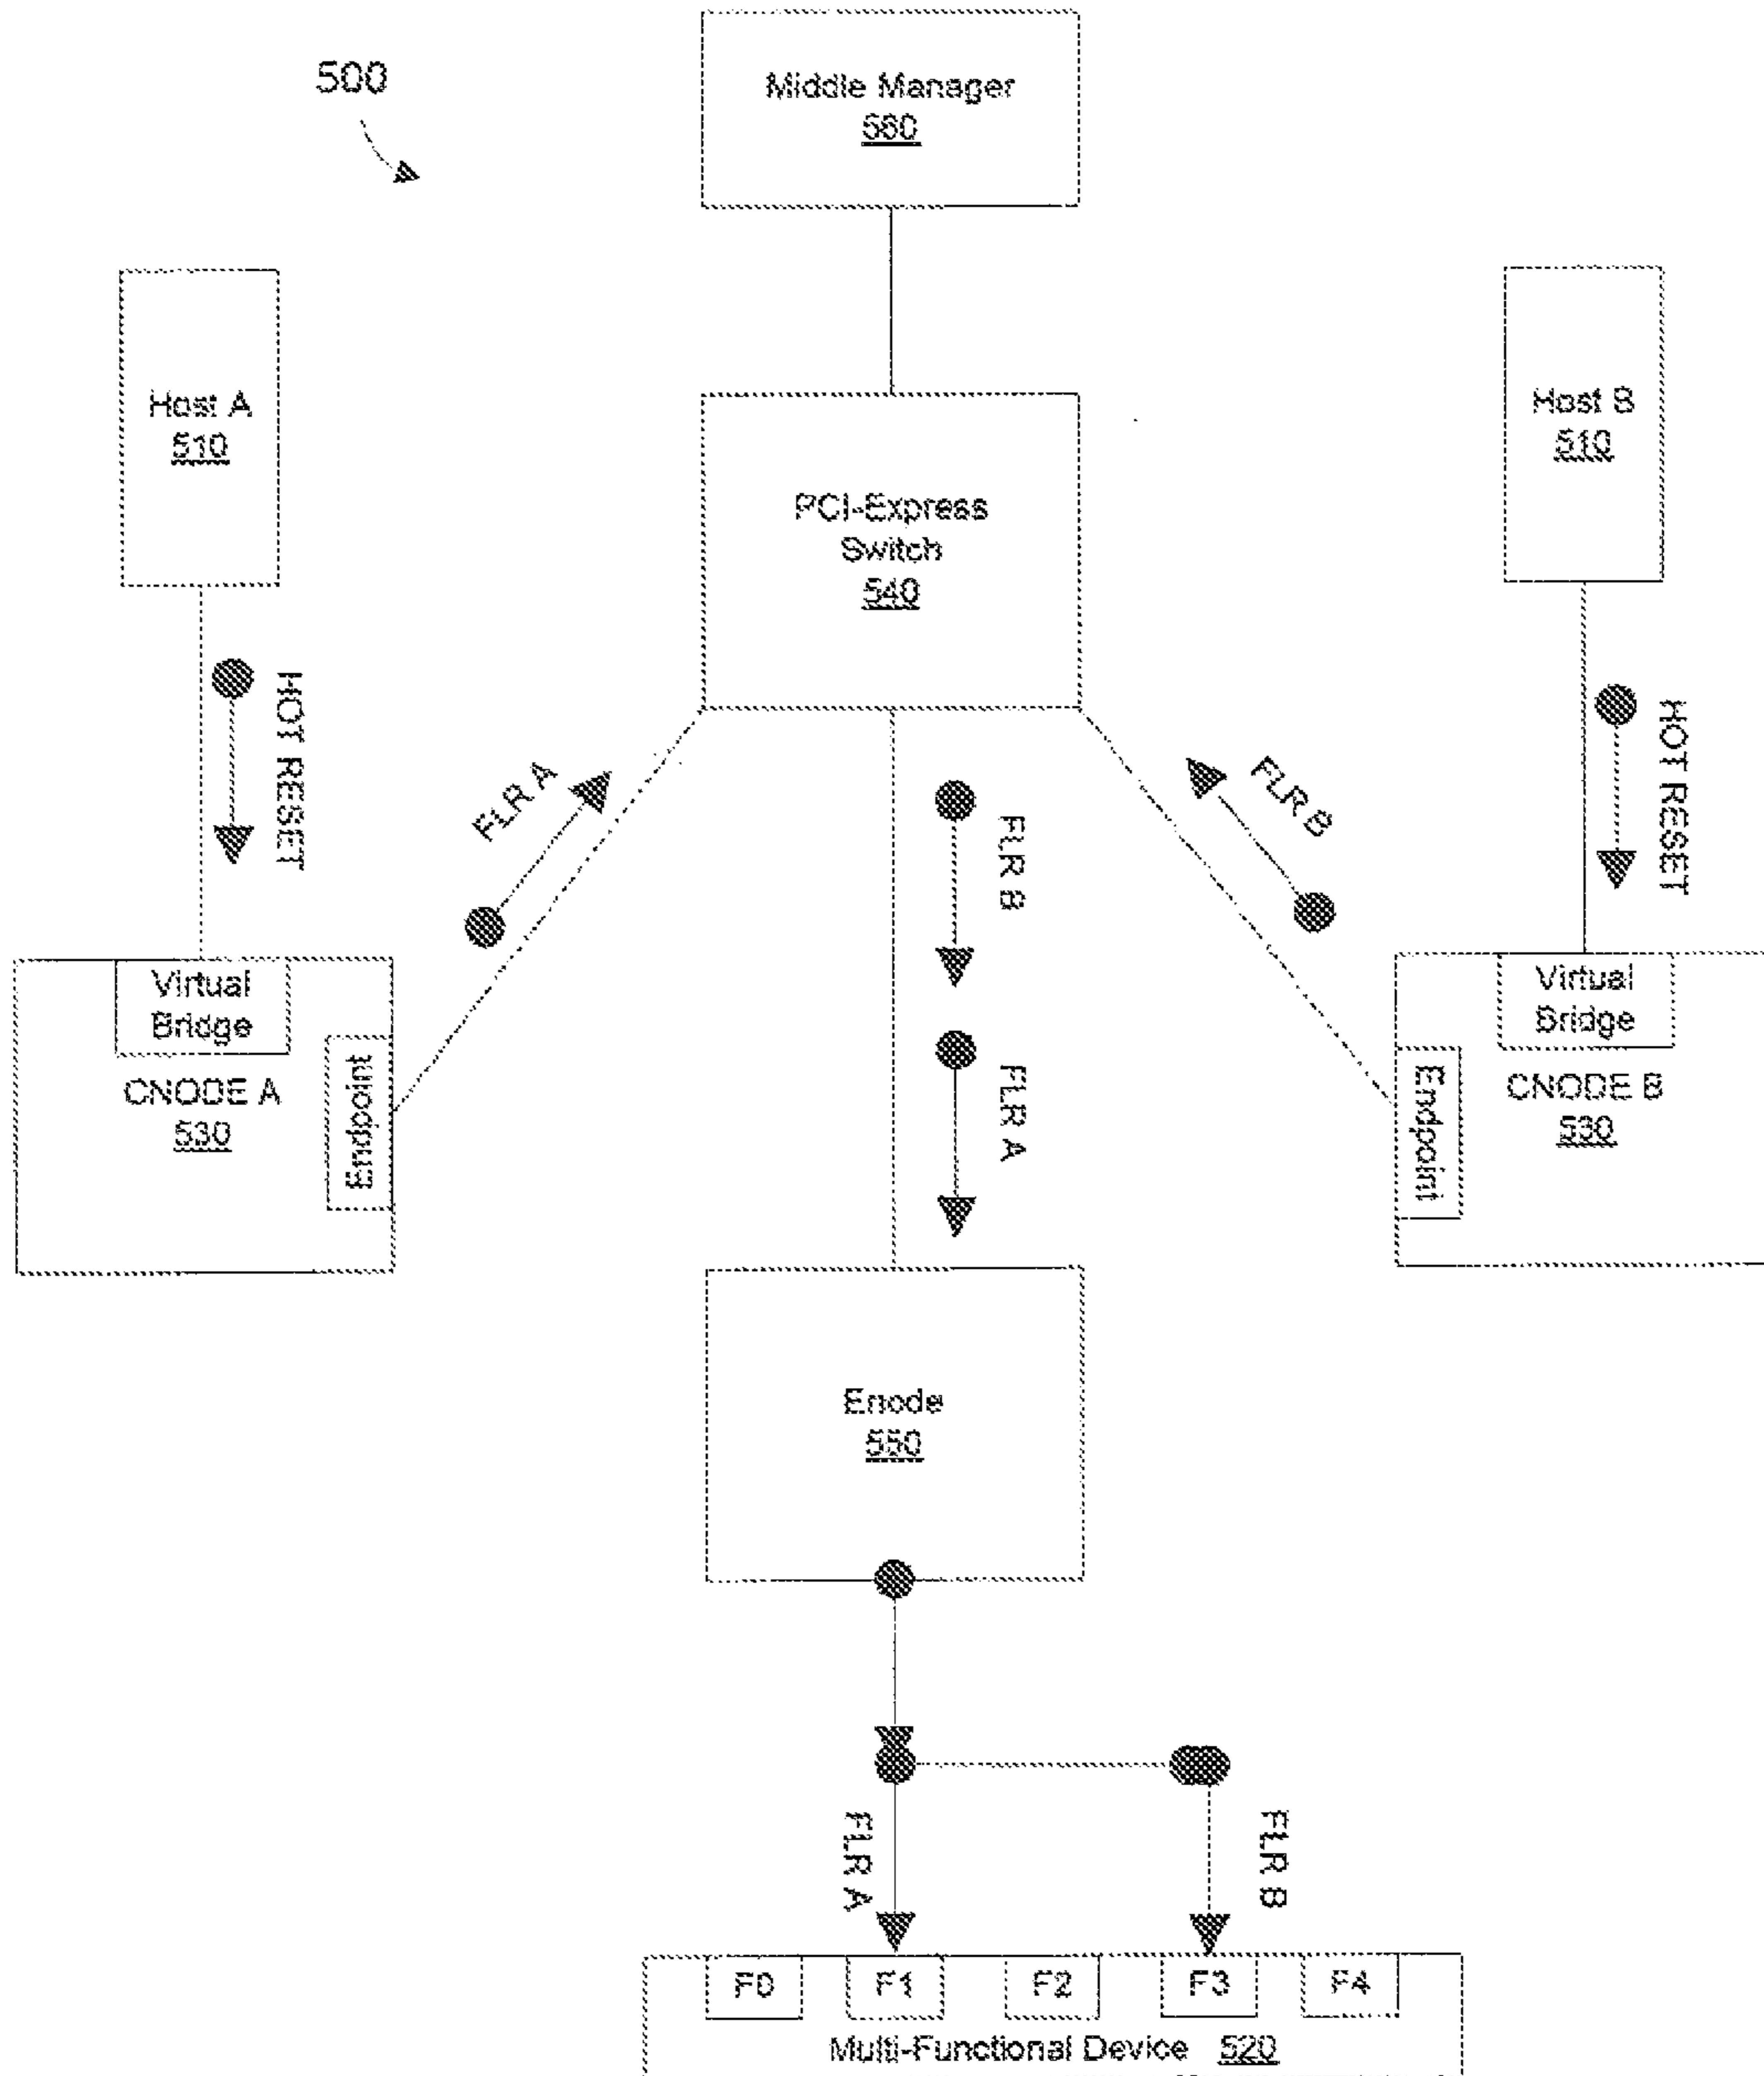 500
Middle Manager
560
Host A
510
Host B
510
PCI-Express
Switch
540
HOT RESET
FLR A
FLR B
FLR B
HOT RESET
FLR A
Virtual
Bridge
Endpoint
CNODE A
530
Virtual
Bridge
Endpoint
CNODE B
530
Enode
550
FLR A
FLR B
F0
F1
F2
F3
F4
Multi-Functional Device 520